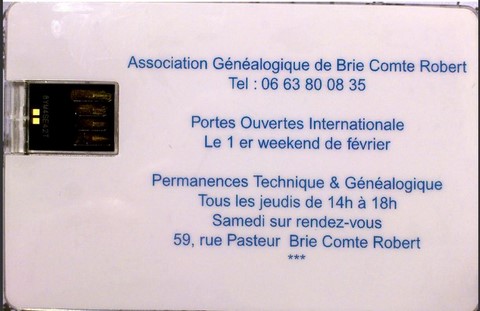 Association Généalogique de Brie Comte Robert
Tel : 06 63 80 08 35
Portes Ouvertes Internationale
Le 1 er weekend de février
Permanences Technique & Généalogique
Tous les jeudis de 14h à 18h
Samedi sur rendez-vous
59, rue Pasteur Brie Comte Robert
***